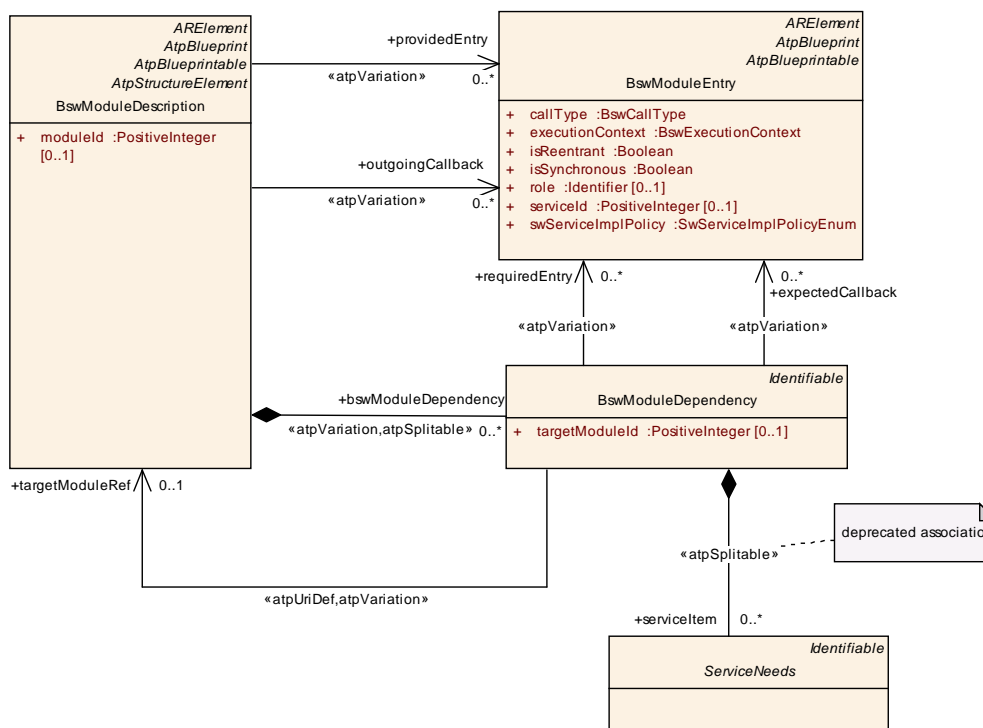 ARElement
AtpBlueprint
AtpBlueprintable
AtpStructureElement
BswModuleDescription
+ moduleId :PositiveInteger
[0..1]
+providedEntry
«atpVariation»
0..*
+outgoingCallback
«atpVariation»
0..*
ARElement
AtpBlueprint
AtpBlueprintable
BswModuleEntry
+ callType :BswCallType
+ executionContext :BswExecutionContext
+ isReentrant :Boolean
+ isSynchronous :Boolean
+ role :Identifier [0..1]
+ serviceId :PositiveInteger [0..1]
+ swServiceImplPolicy :SwServiceImplPolicyEnum
+requiredEntry
0..*
0..*
+expectedCallback
«atpVariation»
«atpVariation»
+bswModuleDependency
«atpVariation,atpSplitable»
0..*
Identifiable
BswModuleDependency
+ targetModuleId :PositiveInteger [0..1]
+targetModuleRef
0..1
«atpUriDef,atpVariation»
deprecated associatio
«atpSplitable»
+serviceItem
0..*
Identifiable
ServiceNeeds